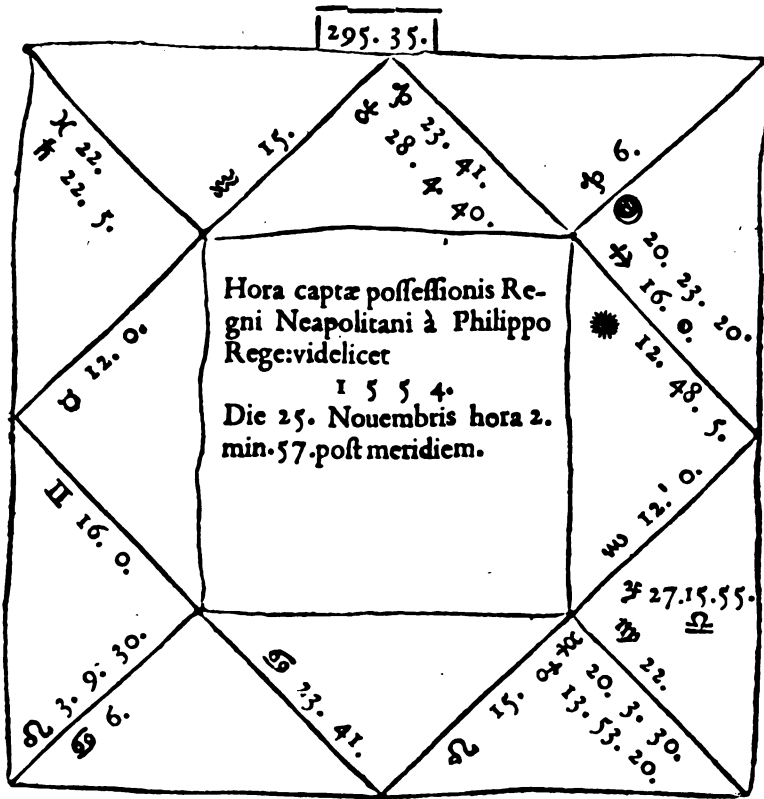 295. 35.
♓ 22.
♄ 22. 5.
♒ 15.
♑ 23. 41.
28. 4. 40.
♑ 6.
20. 23. 20.
♐ 16. 0.
12. 48. 5.
♉ 12. 0.
Hora captæ poſſeſſionis Re-
gni Neapolitani à Philippo
Rege:videlicet
1 5 5 4.
Die 25. Nouembris hora 2.
min.57.poſt meridiem.
♊ 16. 0.
♏ 12. 0.
♃ 27.15.55.
♎
♍ 22.
20. 3. 30.
13. 53. 20.
♌ 3. 9: 30.
♋ 6.
♋ 23. 41.
♌ 15.